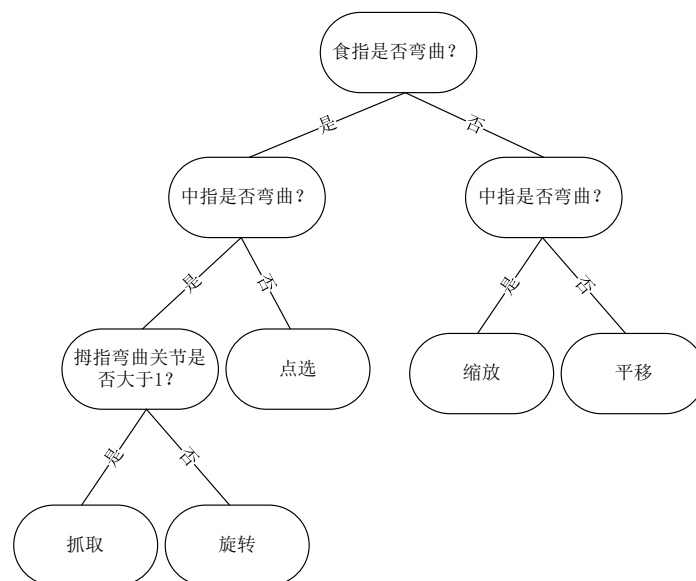 食指是否弯曲？
是
否
中指是否弯曲？
中指是否弯曲？
是
否
是
否
拇指弯曲关节是
否大于1？
点选
缩放
平移
是
否
抓取
旋转